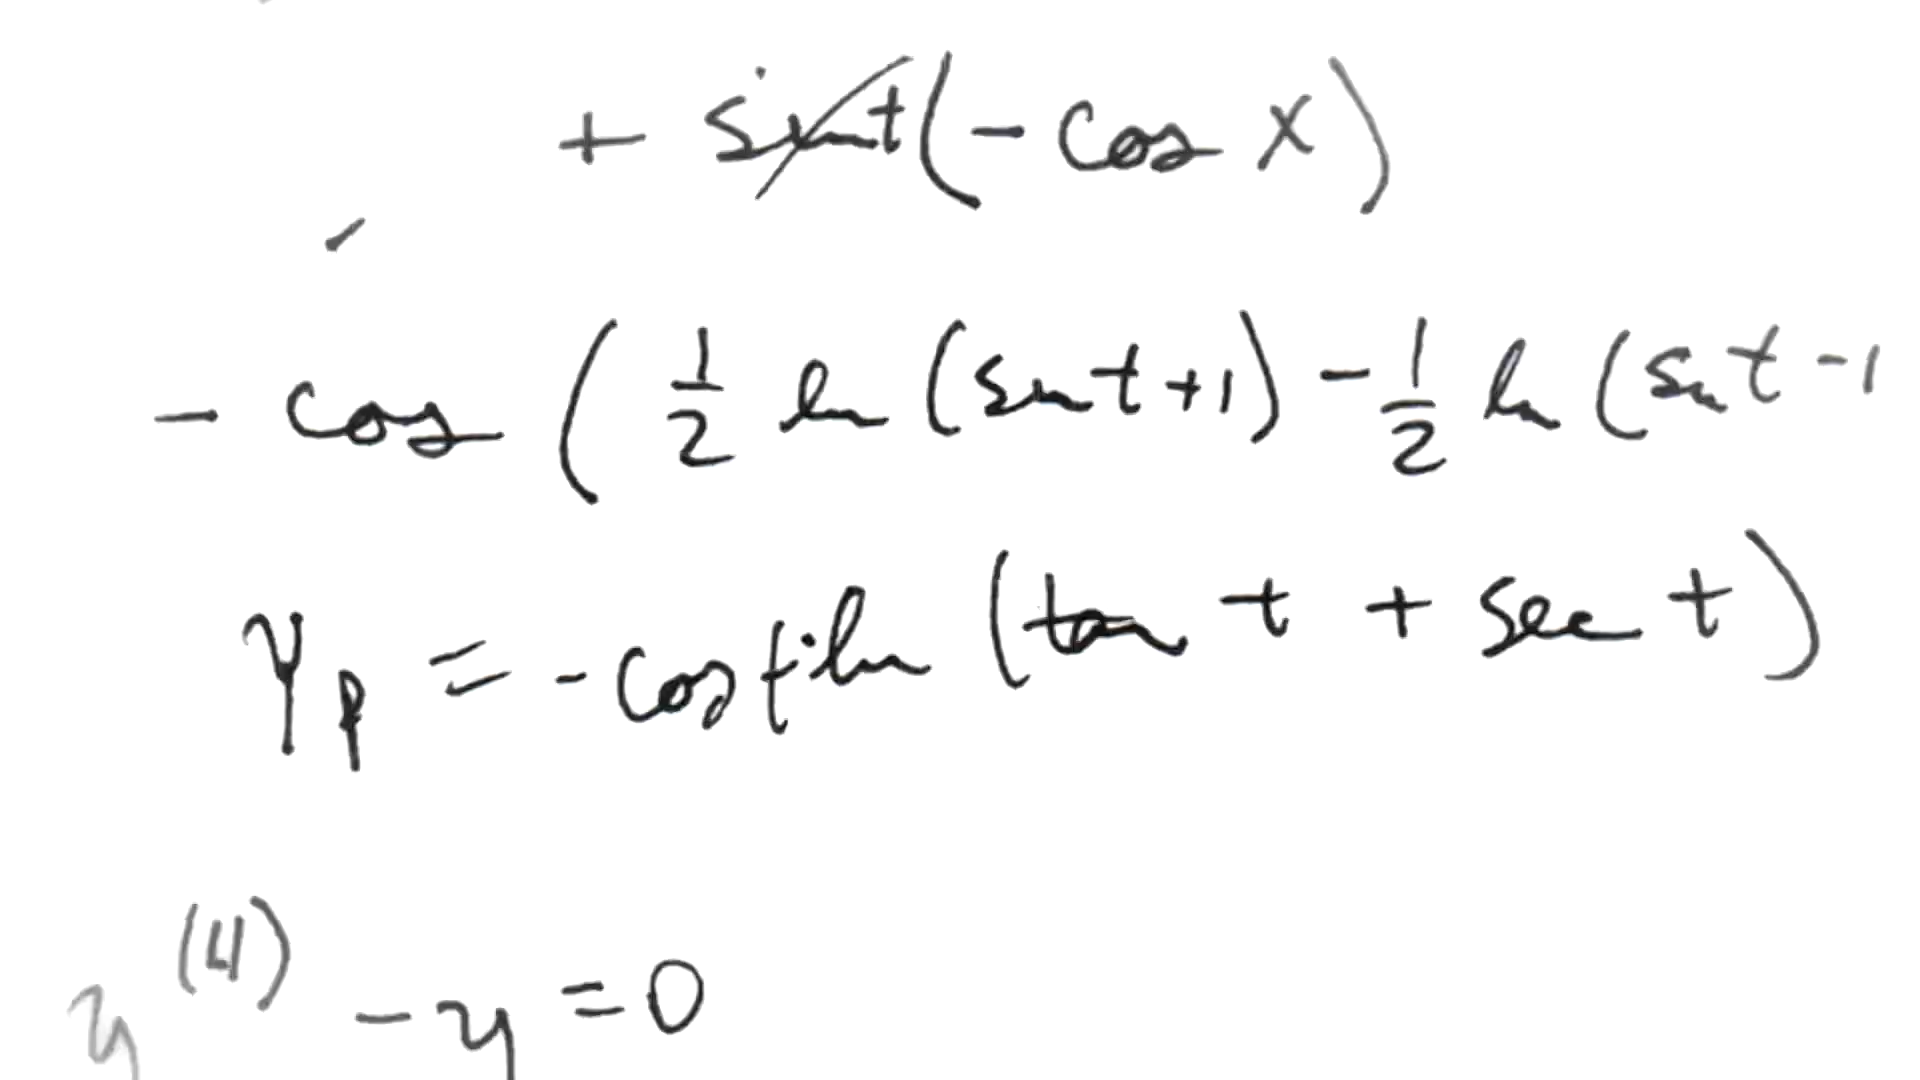 + sint(- cos x)
- cos ( 1/2 ln (sin t+1) - 1/2 ln (sin t -1
Yp = -cos t·ln (tan t + sec t)
y^(4) - y = 0